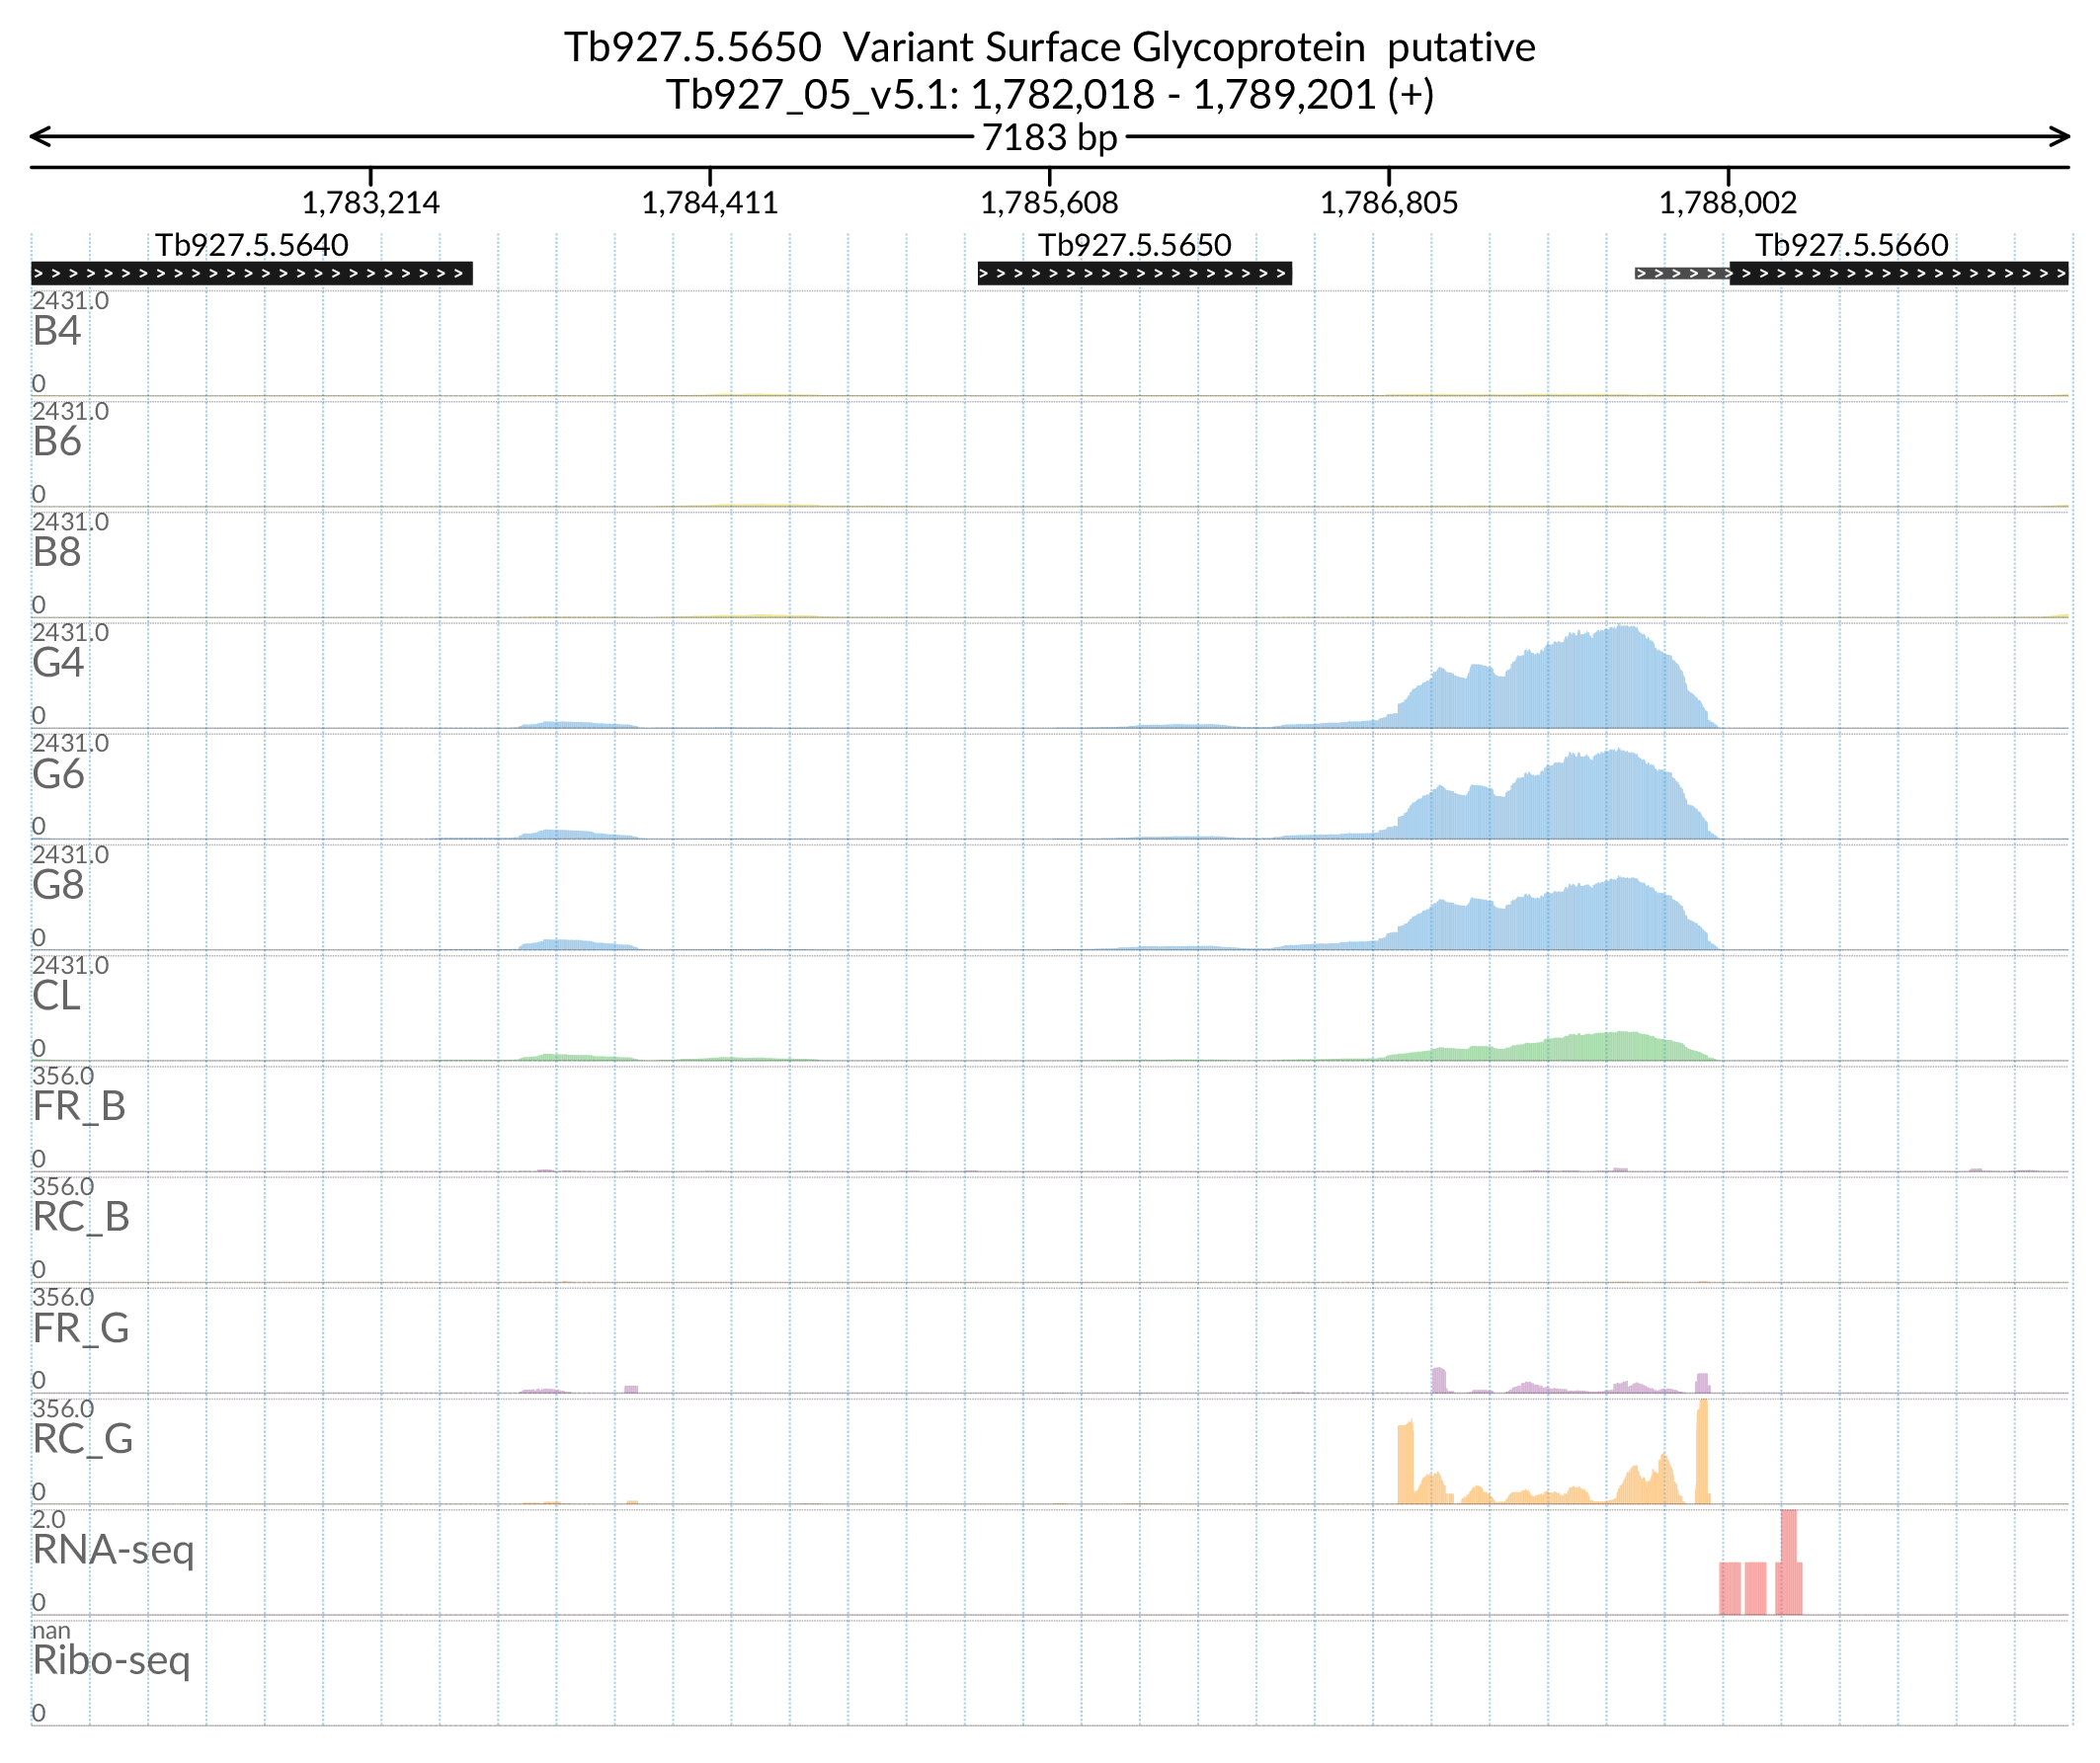 Tb927.5.5650 Variant Surface Glycoprotein putative
Tb927_05_v5.1: 1,782,018 - 1,789,201 (+)
7183 bp
1,783,214 1,784,411 1,785,608 1,786,805 1,788,002
Tb927.5.5640 Tb927.5.5650 Tb927.5.5660
2431.0
B4
0
2431.0
B6
0
2431.0
B8
0
2431.0
G4
0
2431.0
G6
0
2431.0
G8
0
2431.0
CL
0
356.0
FR_B
0
356.0
RC_B
0
356.0
FR_G
0
356.0
RC_G
0
2.0
RNA-seq
0
nan
Ribo-seq
0